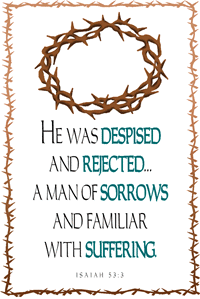 HE WAS DESPISED
AND REJECTED...
A MAN OF SORROWS
AND FAMILIAR
WITH SUFFERING.
ISAIAH 53:3